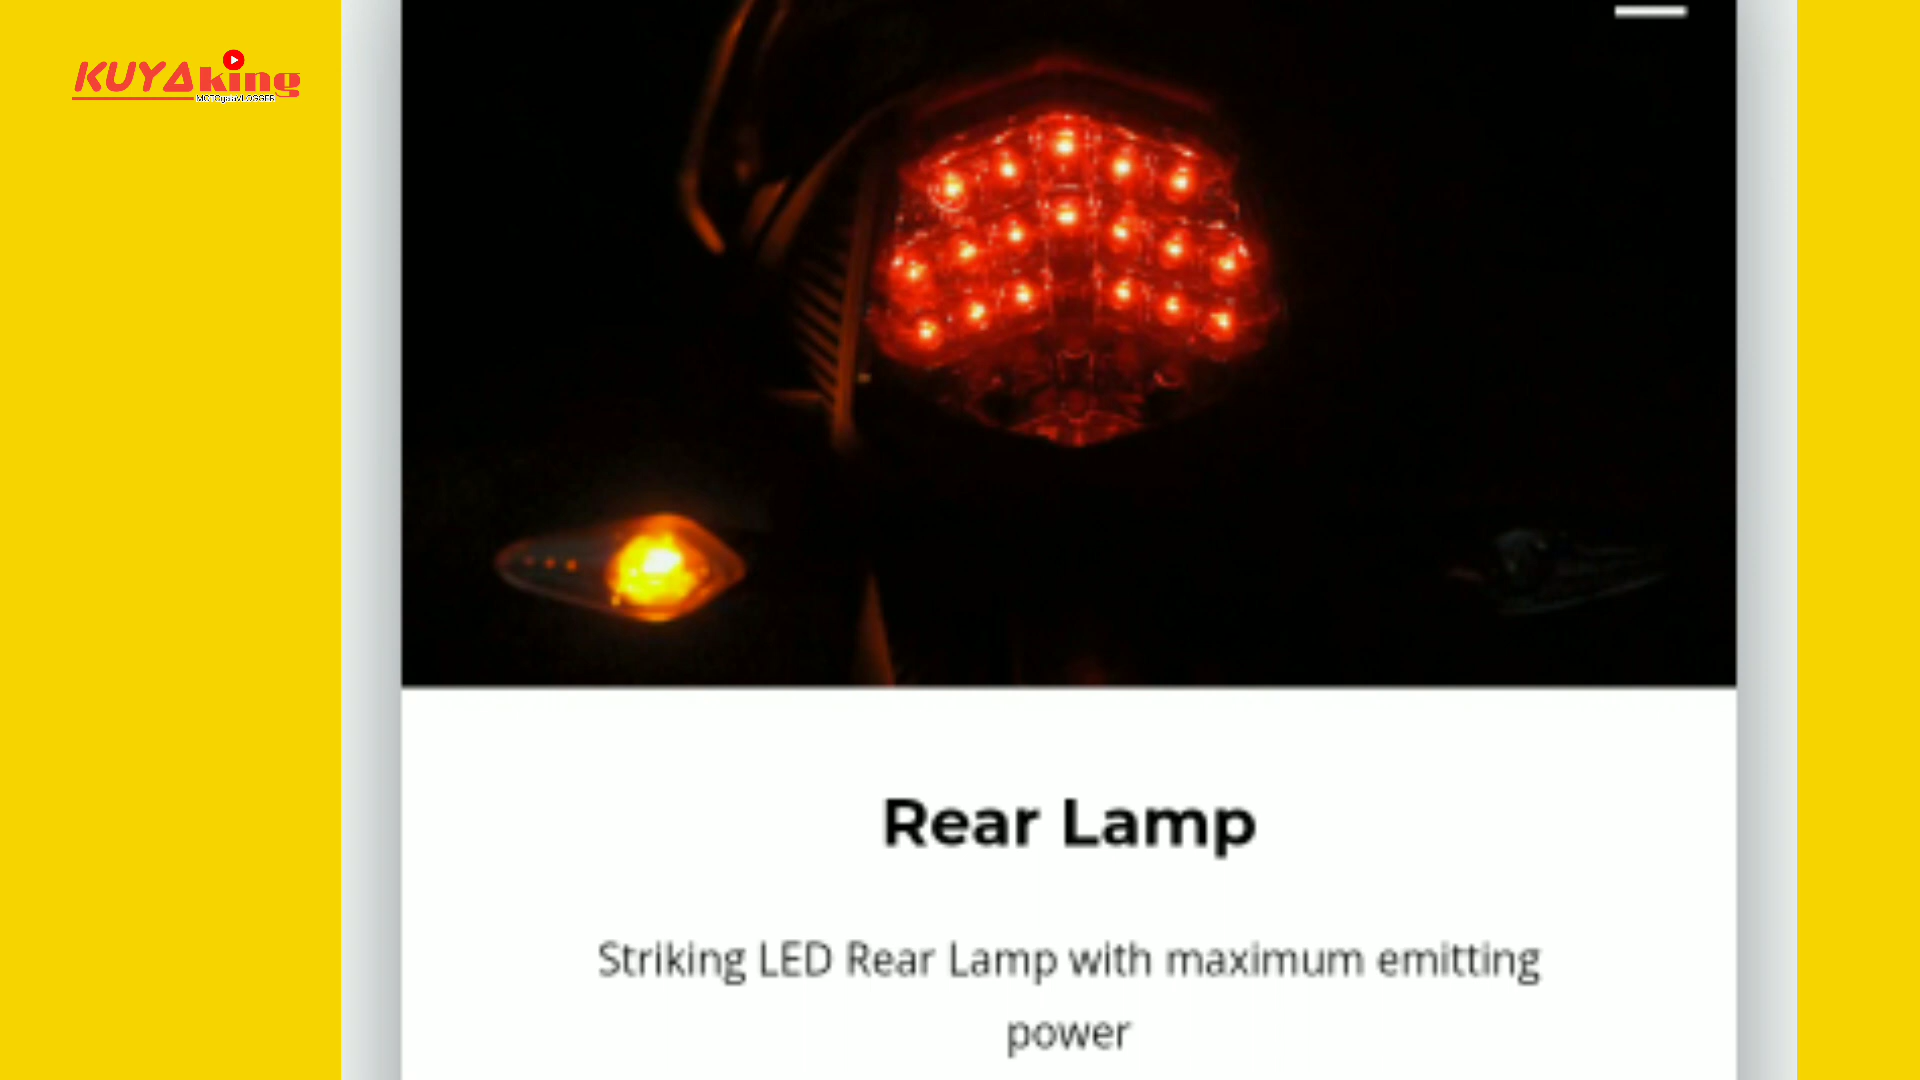 KUYAking
Rear Lamp
Striking LED Rear Lamp with maximum emitting
power